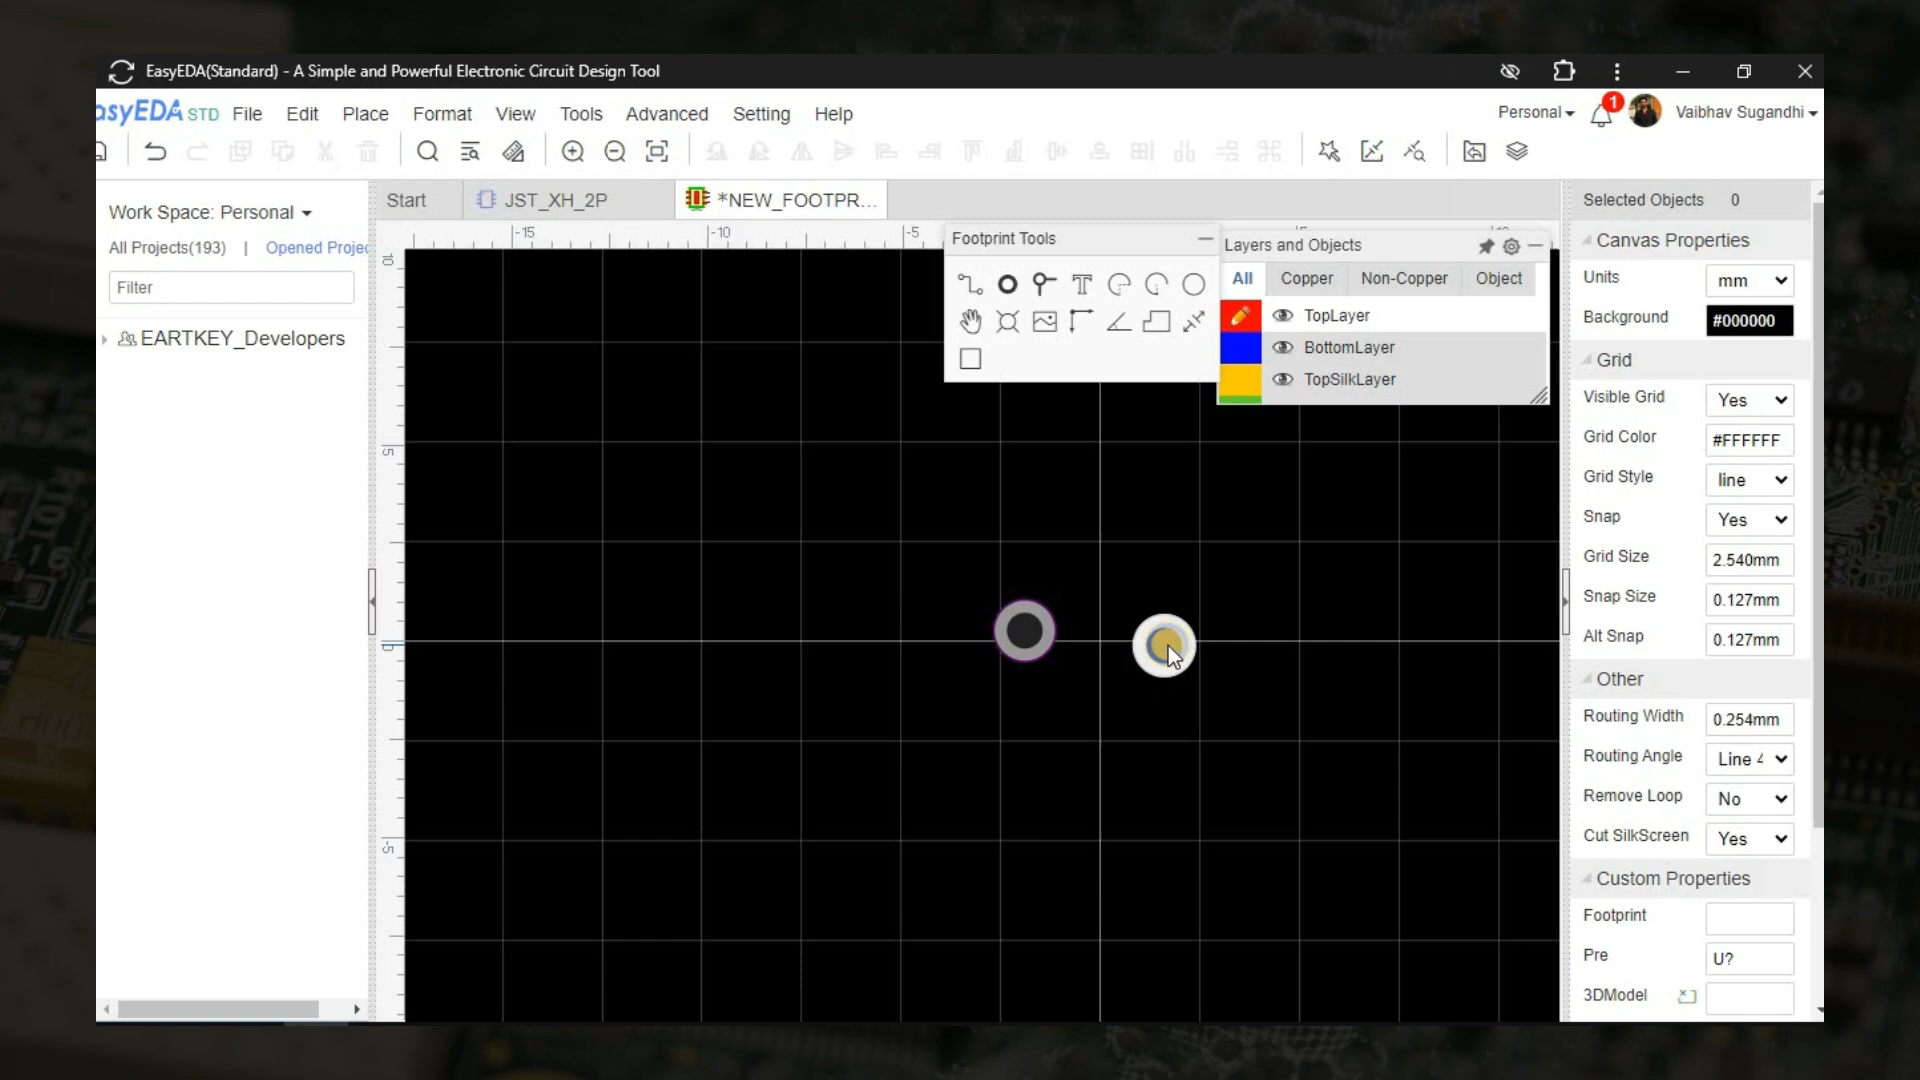 EasyEDA(Standard) - A Simple and Powerful Electronic Circuit Design Tool
asyEDA STD File Edit Place Format View Tools Advanced Setting Help
Personal 1 Vaibhav Sugandhi
Work Space: Personal
All Projects(193) | Opened Projec
Filter
EARTKEY_Developers
Start JST_XH_2P *NEW_FOOTPR...
-15 -10 -5
10
5
0
-5
Footprint Tools
T
Layers and Objects
All Copper Non-Copper Object
TopLayer
BottomLayer
TopSilkLayer
Selected Objects 0
Canvas Properties
Units mm
Background #000000
Grid
Visible Grid Yes
Grid Color #FFFFFF
Grid Style line
Snap Yes
Grid Size 2.540mm
Snap Size 0.127mm
Alt Snap 0.127mm
Other
Routing Width 0.254mm
Routing Angle Line 4
Remove Loop No
Cut SilkScreen Yes
Custom Properties
Footprint
Pre U?
3DModel